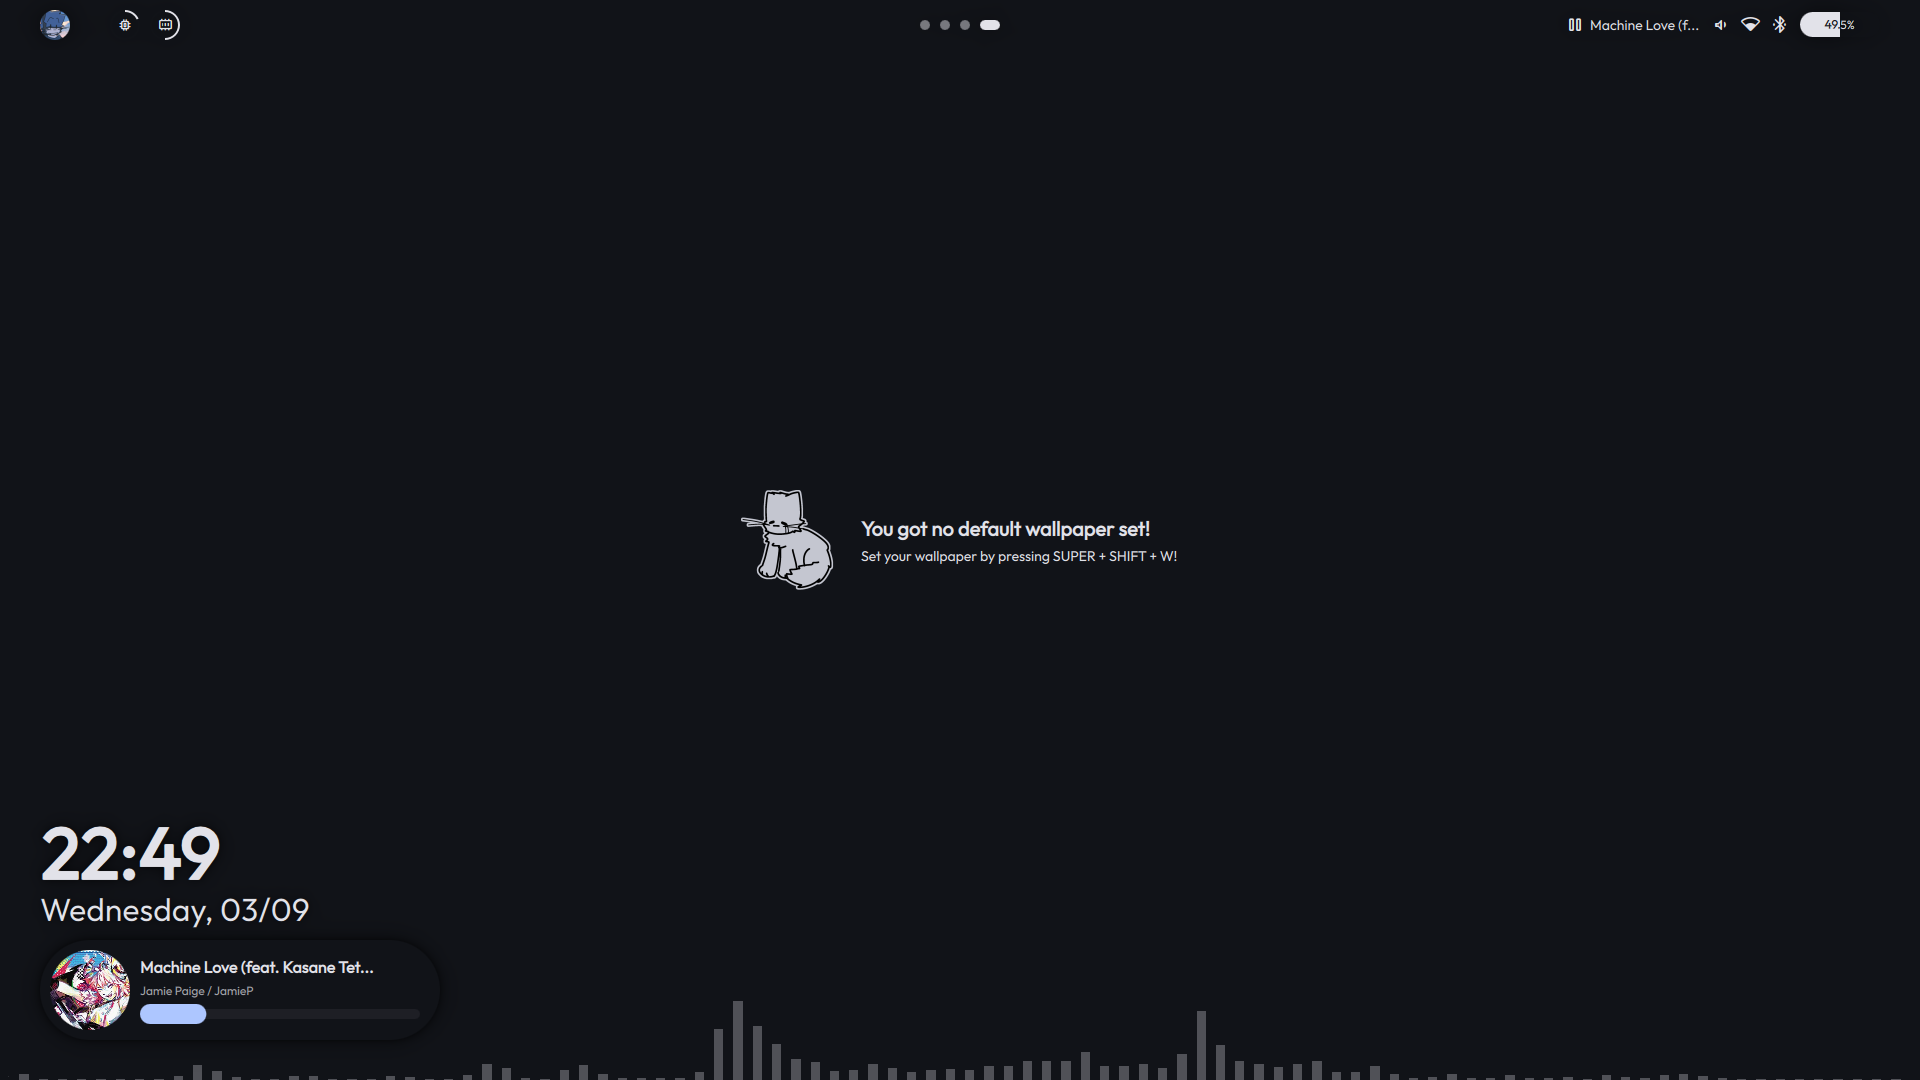 Machine Love (f...
49.5%
You got no default wallpaper set!
Set your wallpaper by pressing SUPER + SHIFT + W!
22:49
Wednesday, 03/09
Machine Love (feat. Kasane Tet...
Jamie Paige / JamieP